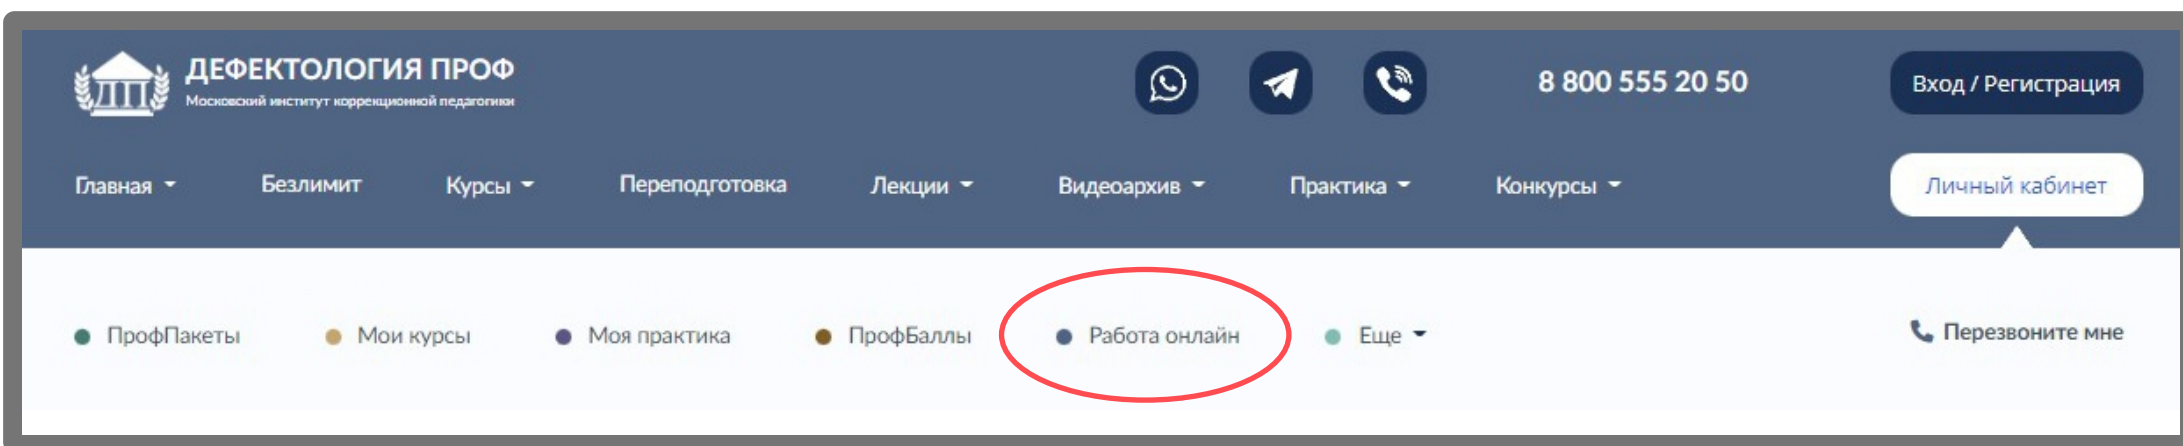 ДЕФЕКТОЛОГИЯ ПРОФ
Московский институт коррекционной педагогики
ДП
8 800 555 20 50
Вход / Регистрация
Главная
Безлимит
Курсы
Переподготовка
Лекции
Видеоархив
Практика
Конкурсы
Личный кабинет
ПрофПакеты
Мои курсы
Моя практика
ПрофБаллы
Работа онлайн
Еще
Перезвоните мне